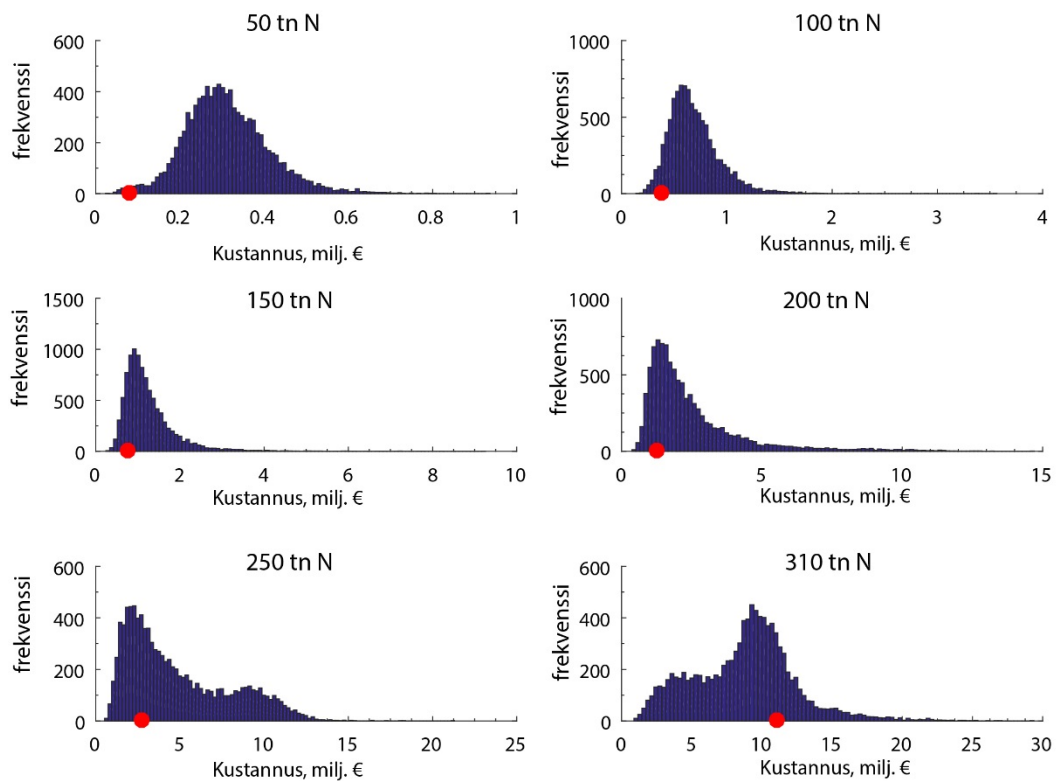 50 tn N
600
400
200
0
frekvenssi
0 0.2 0.4 0.6 0.8 1
Kustannus, milj. €
100 tn N
1000
500
0
frekvenssi
0 1 2 3 4
Kustannus, milj. €
150 tn N
1500
1000
500
0
frekvenssi
0 2 4 6 8 10
Kustannus, milj. €
200 tn N
1000
500
0
frekvenssi
0 5 10 15
Kustannus, milj. €
250 tn N
600
400
200
0
frekvenssi
0 5 10 15 20 25
Kustannus, milj. €
310 tn N
600
400
200
0
frekvenssi
0 5 10 15 20 25 30
Kustannus, milj. €